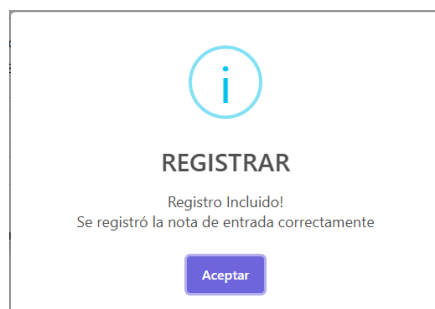 i
REGISTRAR
Registro Incluido!
Se registró la nota de entrada correctamente
Aceptar